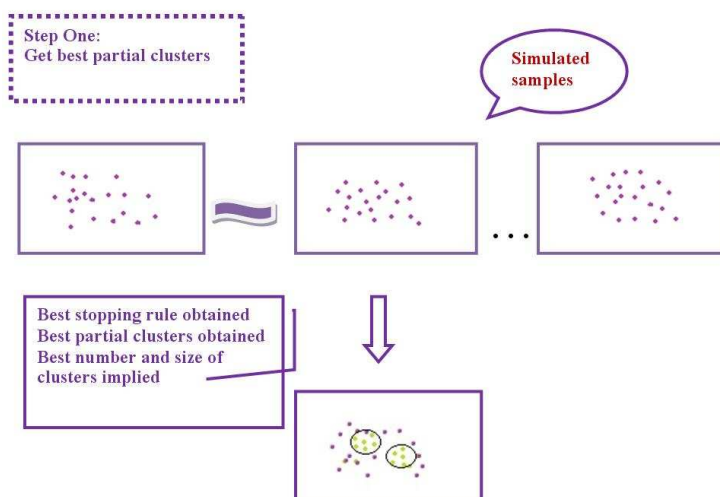 Step One:
Get best partial clusters
Simulated
samples
...
Best stopping rule obtained
Best partial clusters obtained
Best number and size of
clusters implied